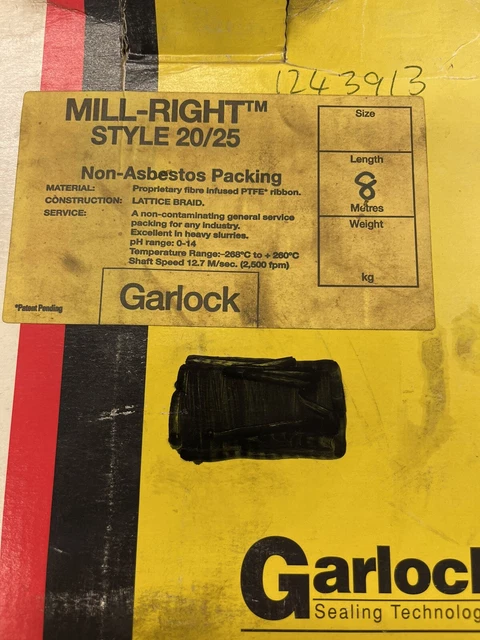 1243913
MILL-RIGHT™
STYLE 20/25
Non-Asbestos Packing
MATERIAL: Proprietary fibre infused PTFE* ribbon.
CONSTRUCTION: LATTICE BRAID.
SERVICE: A non-contaminating general service
packing for any industry.
Excellent in heavy slurries.
pH range: 0-14
Temperature Range:-268°C to + 260°C
Shaft Speed 12.7 M/sec. (2,500 fpm)
*Patent Pending
Garlock
Size
Length
8
Metres
Weight
kg
Garlock
Sealing Technolog